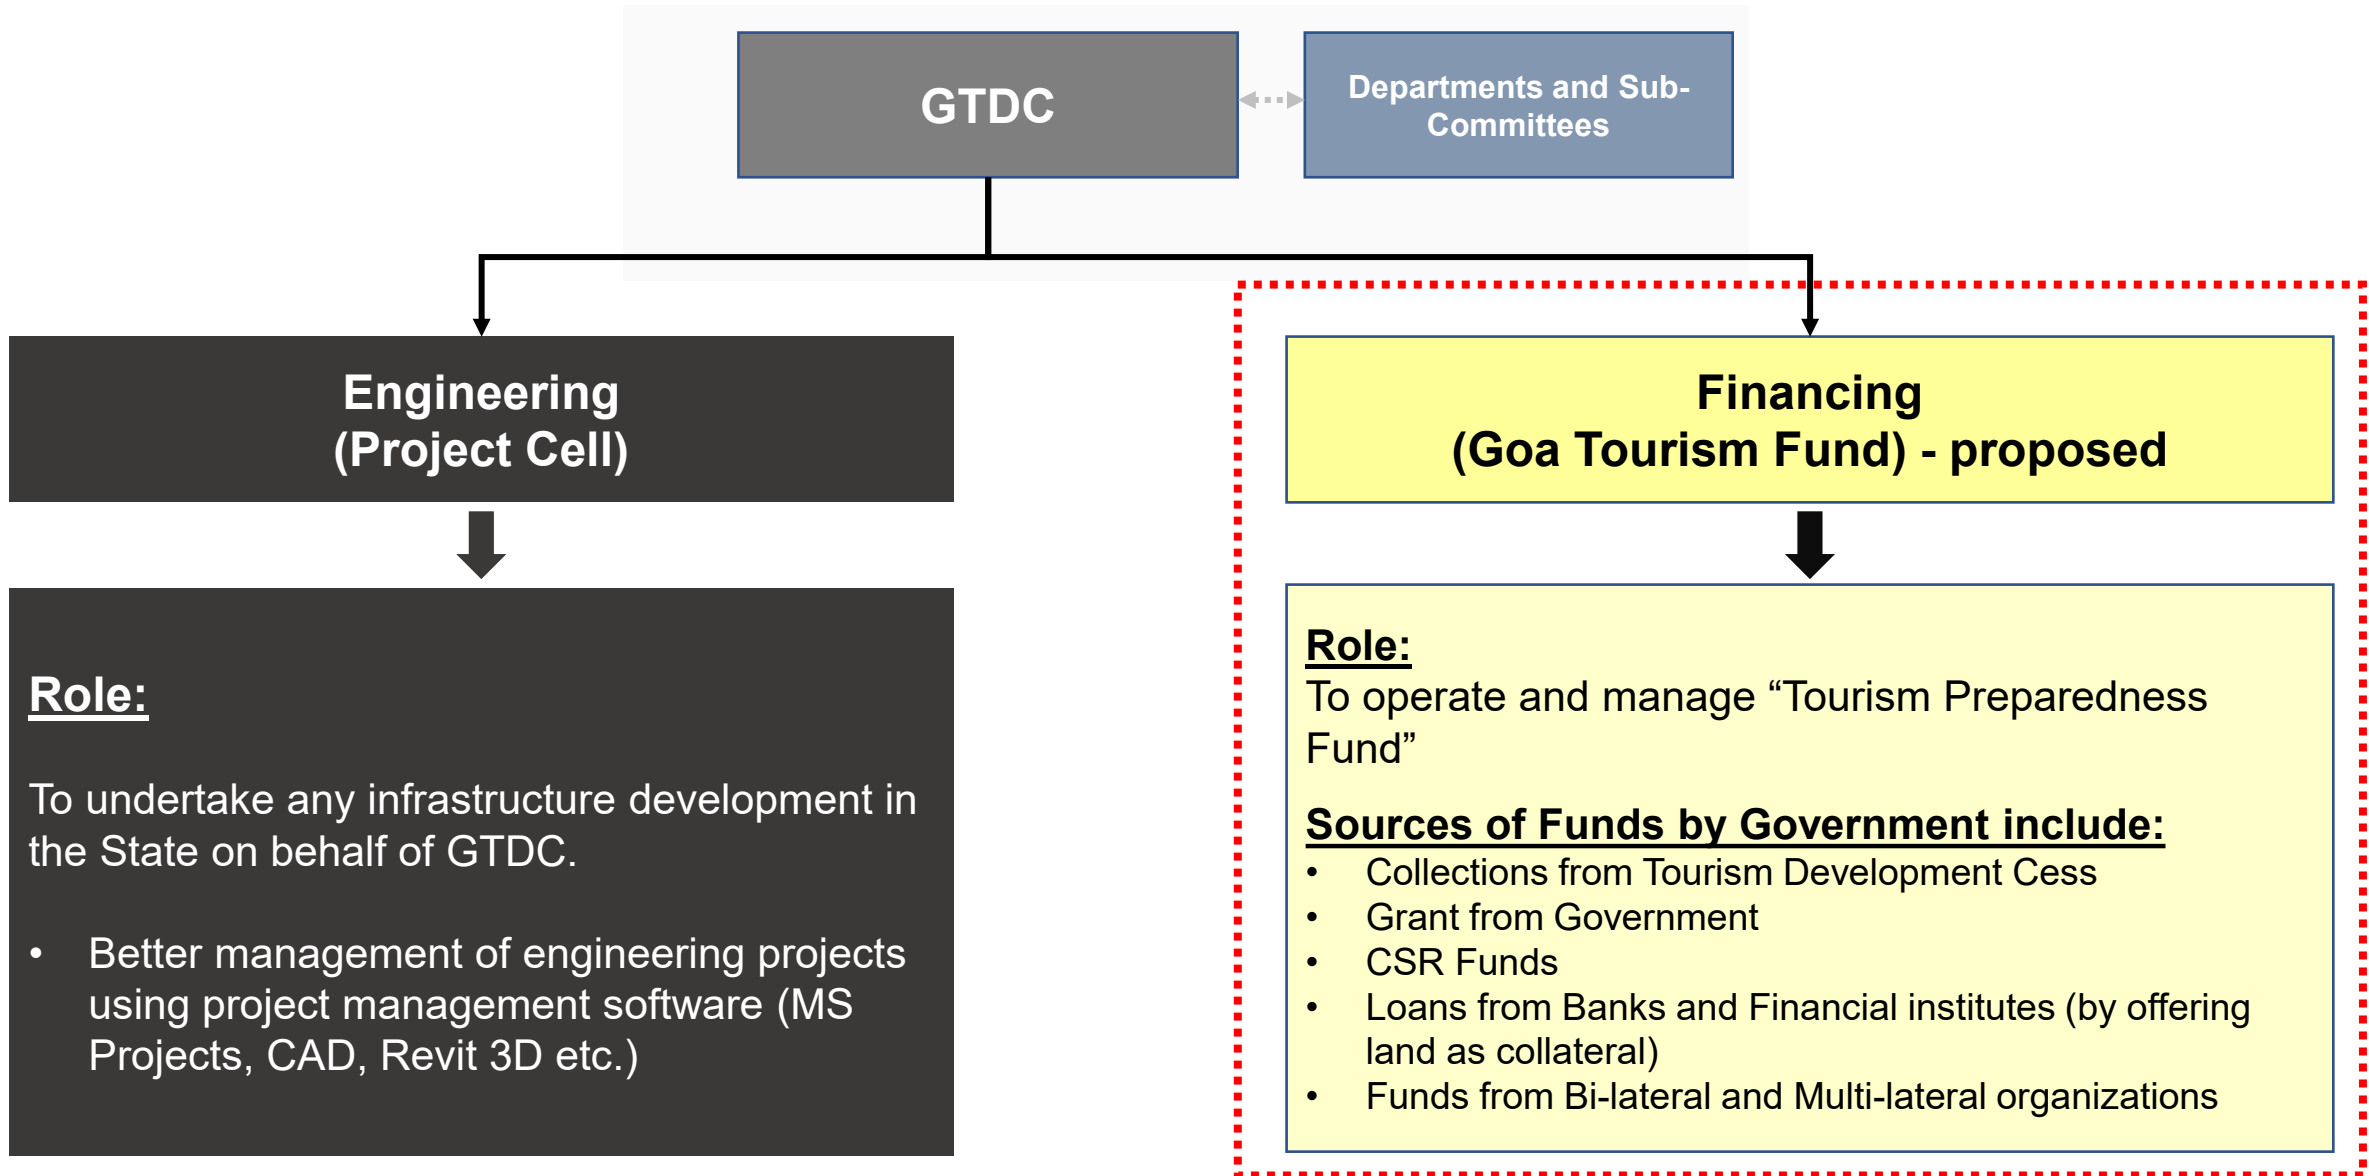 GTDC
Departments and Sub-
Committees
Engineering
(Project Cell)
Financing
(Goa Tourism Fund) - proposed
Role:
To undertake any infrastructure development in
the State on behalf of GTDC.
• Better management of engineering projects
using project management software (MS
Projects, CAD, Revit 3D etc.)
Role:
To operate and manage “Tourism Preparedness
Fund”
Sources of Funds by Government include:
• Collections from Tourism Development Cess
• Grant from Government
• CSR Funds
• Loans from Banks and Financial institutes (by offering
land as collateral)
• Funds from Bi-lateral and Multi-lateral organizations